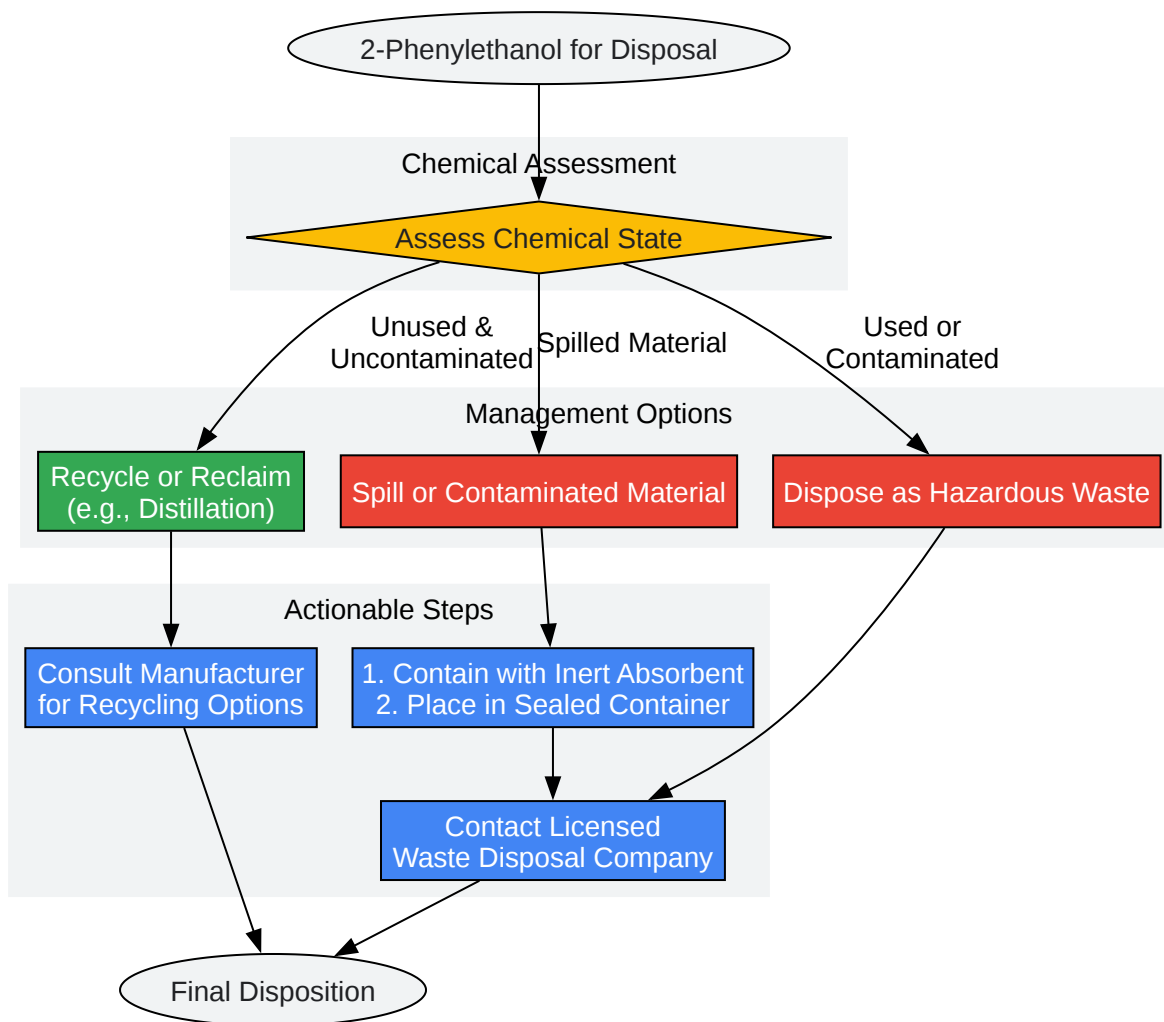 2-Phenylethanol for Disposal
Chemical Assessment
Assess Chemical State
Unused &
Uncontaminated
Spilled Material
Used or
Contaminated
Management Options
Recycle or Reclaim
(e.g., Distillation)
Spill or Contaminated Material
Dispose as Hazardous Waste
Actionable Steps
Consult Manufacturer
for Recycling Options
1. Contain with Inert Absorbent
2. Place in Sealed Container
Contact Licensed
Waste Disposal Company
Final Disposition